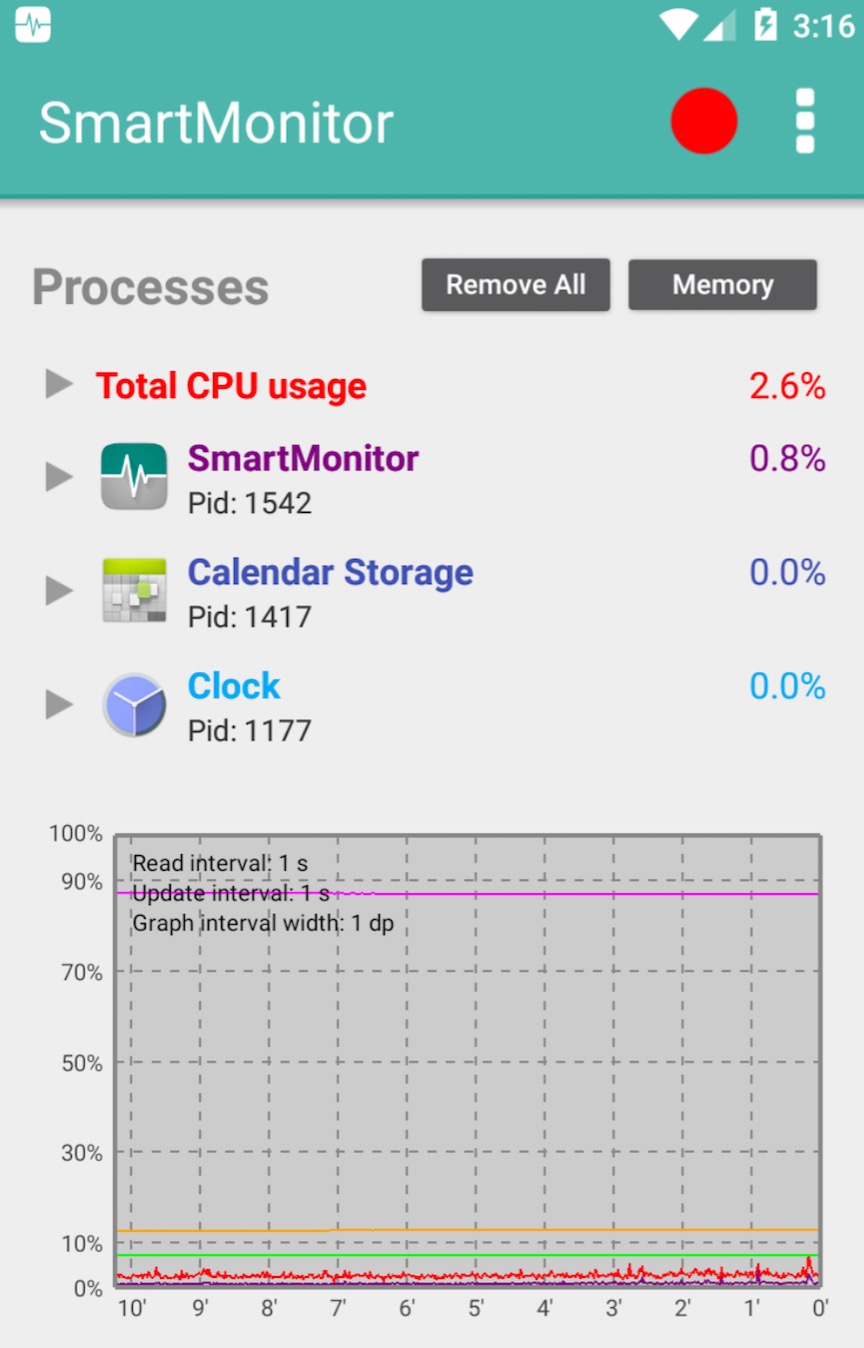 3:16
SmartMonitor
Processes Remove All Memory
Total CPU usage 2.6%
SmartMonitor 0.8%
Pid: 1542
Calendar Storage 0.0%
Pid: 1417
Clock 0.0%
Pid: 1177
100%
Read interval: 1 s
90%
Update interval: 1 s
Graph interval width: 1 dp
70%
50%
30%
10%
0%
10' 9' 8' 7' 6' 5' 4' 3' 2' 1' 0'